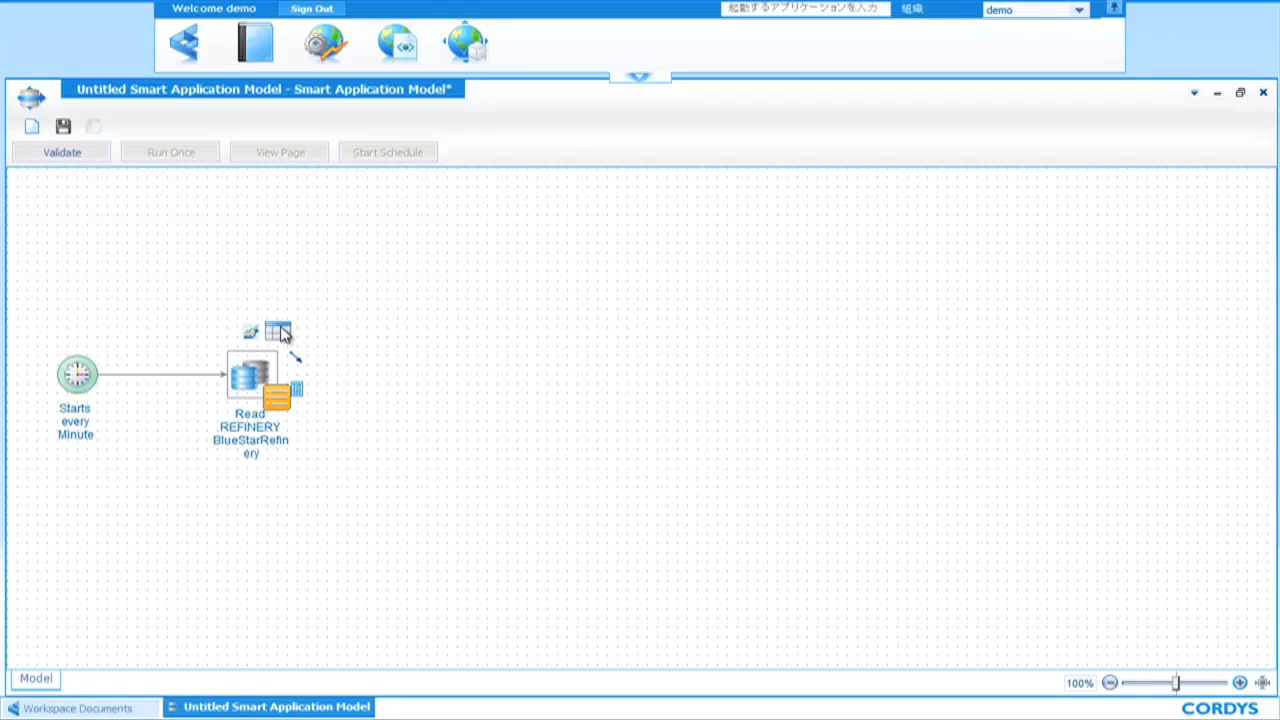 Welcome demo
Sign Out
起動するアプリケーションを入力
組織
demo
Untitled Smart Application Model - Smart Application Model*
Validate
Run Once
View Page
Start Schedule
Starts
every
Minute
Read
REFINERY
BlueStarRefin
ery
Model
100%
Workspace Documents
Untitled Smart Application Model
CORDYS